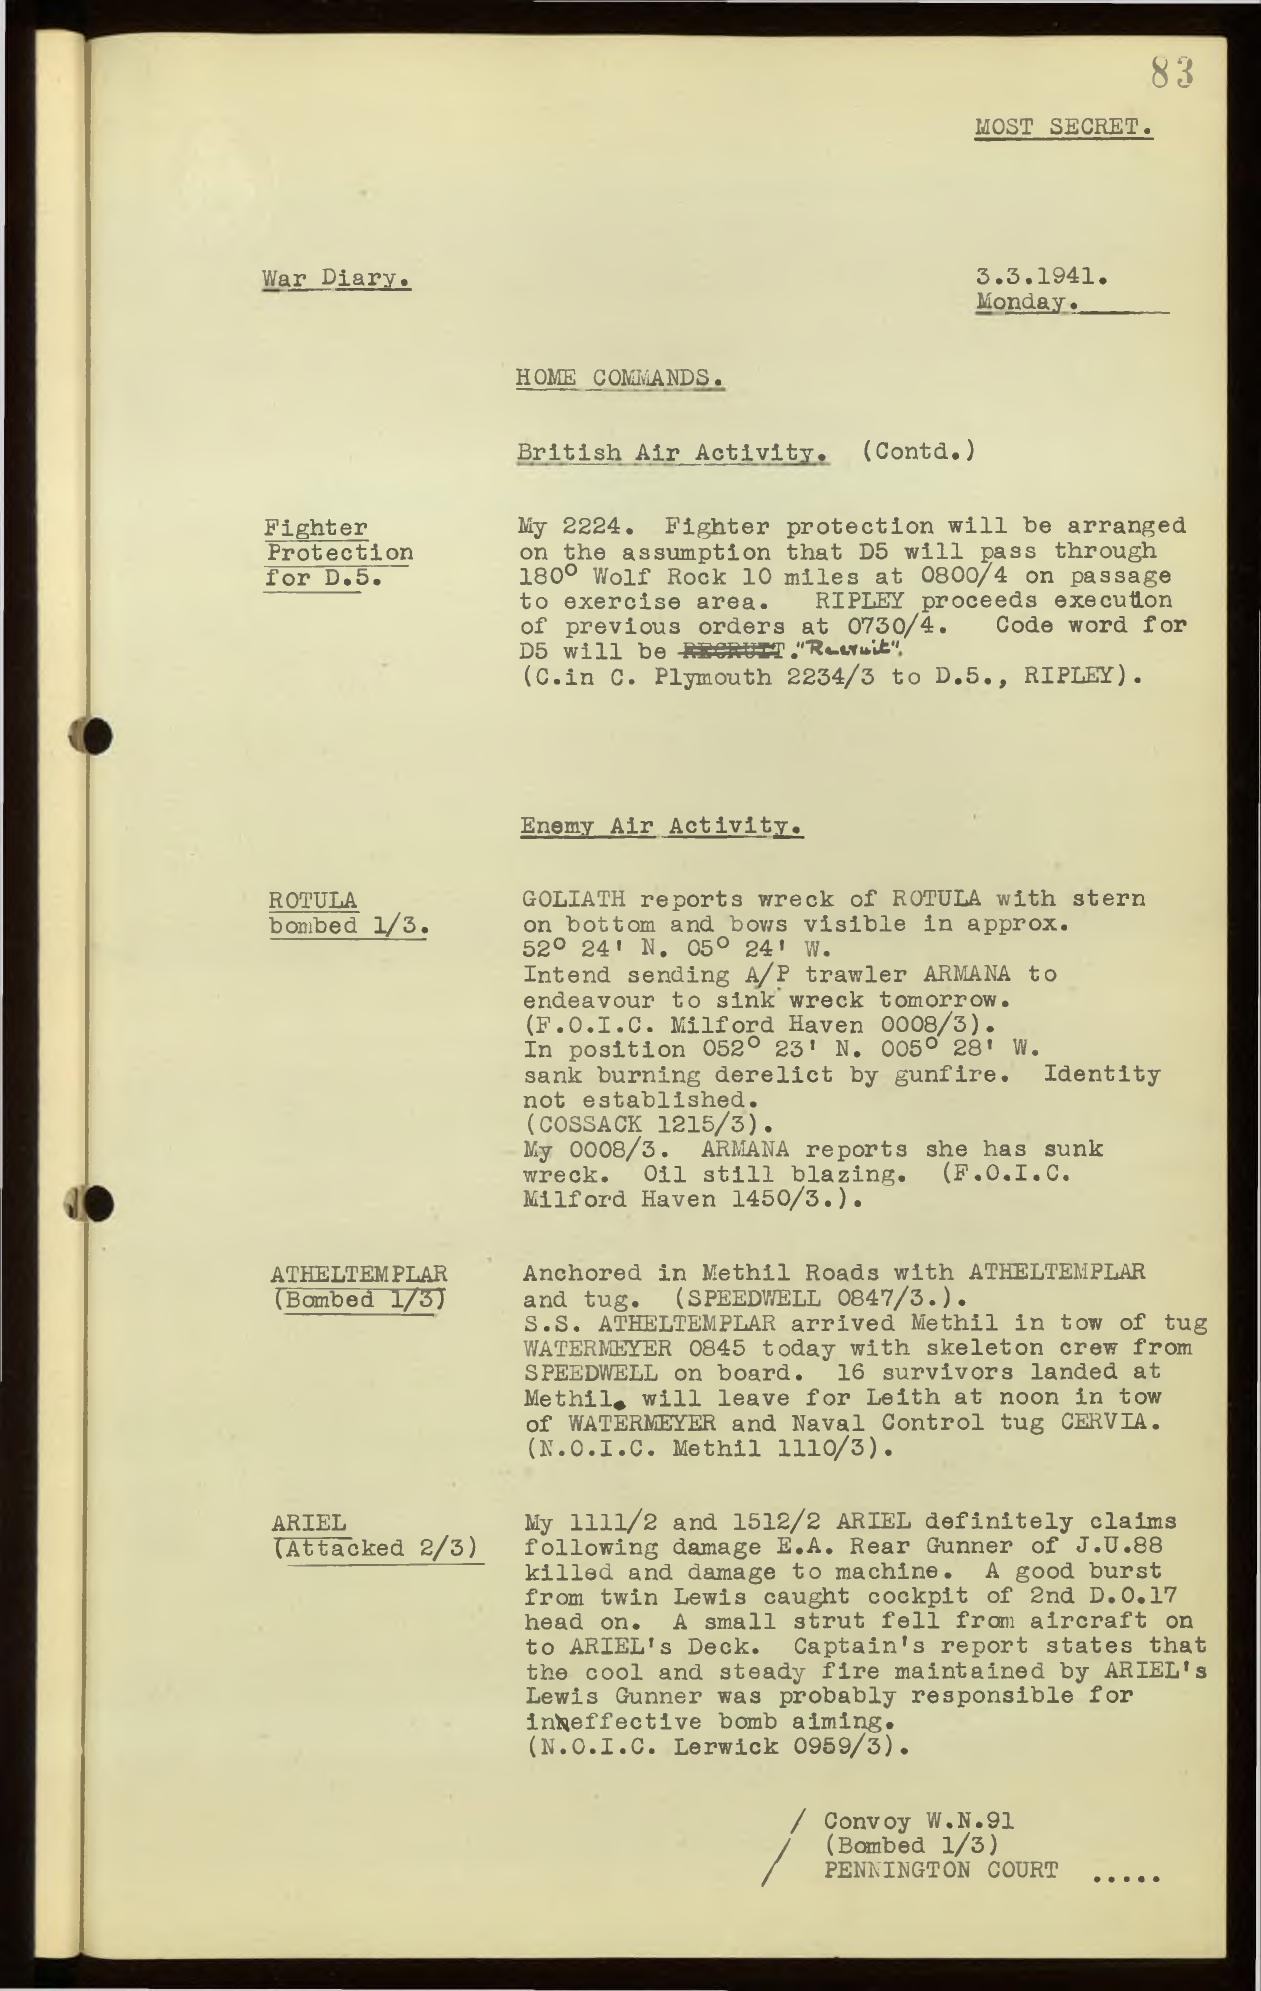 83
MOST SECRET.
War Diary.
3.3.1941.
Monday.
HOME COMMANDS.
British Air Activity. (Contd.)
Fighter
Protection
for D.5.
My 2224. Fighter protection will be arranged
on the assumption that D5 will pass through
180° Wolf Rock 10 miles at 0800/4 on passage
to exercise area. RIPLEY proceeds execution
of previous orders at 0730/4. Code word for
D5 will be RECRUIT. "Recruit".
(C.in C. Plymouth 2234/3 to D.5., RIPLEY).
Enemy Air Activity.
ROTULA
bombed 1/3.
GOLIATH reports wreck of ROTULA with stern
on bottom and bows visible in approx.
52° 24' N. 05° 24' W.
Intend sending A/P trawler ARMANA to
endeavour to sink wreck tomorrow.
(F.O.I.C. Milford Haven 0008/3).
In position 052° 23' N. 005° 28' W.
sank burning derelict by gunfire. Identity
not established.
(COSSACK 1215/3).
My 0008/3. ARMANA reports she has sunk
wreck. Oil still blazing. (F.O.I.C.
Milford Haven 1450/3.).
ATHELTEMPLAR
(Bombed 1/3)
Anchored in Methil Roads with ATHELTEMPLAR
and tug. (SPEEDWELL 0847/3.).
S.S. ATHELTEMPLAR arrived Methil in tow of tug
WATERMEYER 0845 today with skeleton crew from
SPEEDWELL on board. 16 survivors landed at
Methil. will leave for Leith at noon in tow
of WATERMEYER and Naval Control tug CERVIA.
(N.O.I.C. Methil 1110/3).
ARIEL
(Attacked 2/3)
My 1111/2 and 1512/2 ARIEL definitely claims
following damage E.A. Rear Gunner of J.U.88
killed and damage to machine. A good burst
from twin Lewis caught cockpit of 2nd D.O.17
head on. A small strut fell from aircraft on
to ARIEL's Deck. Captain's report states that
the cool and steady fire maintained by ARIEL's
Lewis Gunner was probably responsible for
ineffective bomb aiming.
(N.O.I.C. Lerwick 0959/3).
/ Convoy W.N.91
/ (Bombed 1/3)
/ PENNINGTON COURT .....